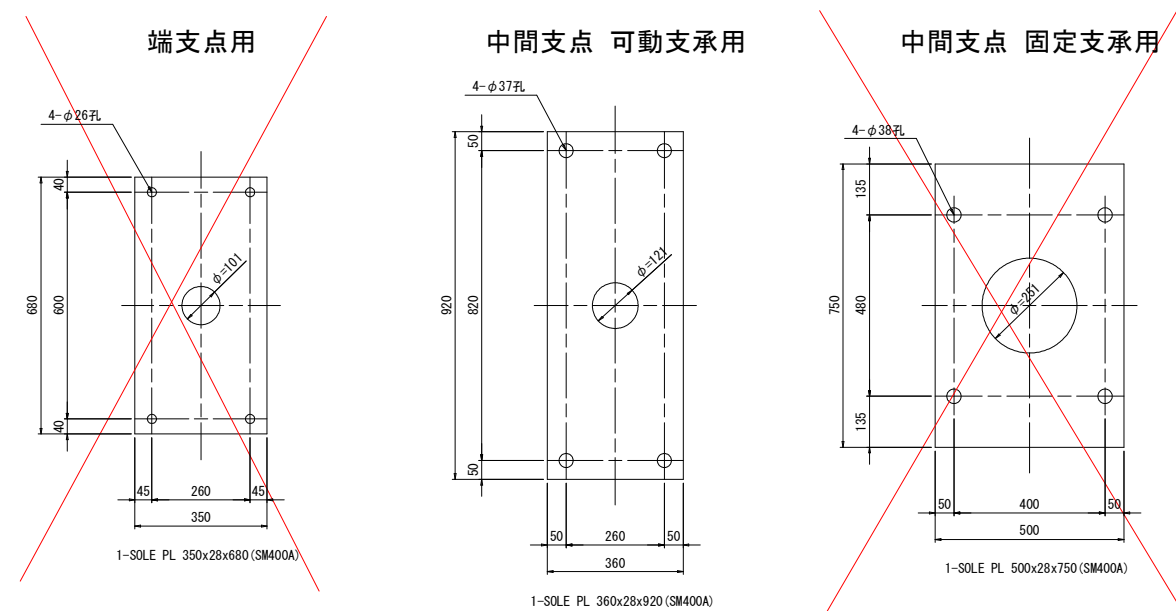 端支点用
4-φ26孔
40
680
600
φ=101
40
45
260
45
350
1-SOLE PL 350x28x680(SM400A)
中間支点 可動支承用
4-φ37孔
50
920
820
φ=121
50
50
260
50
360
1-SOLE PL 360x28x920(SM400A)
中間支点 固定支承用
4-φ38孔
135
750
480
φ=251
135
50
400
50
500
1-SOLE PL 500x28x750(SM400A)